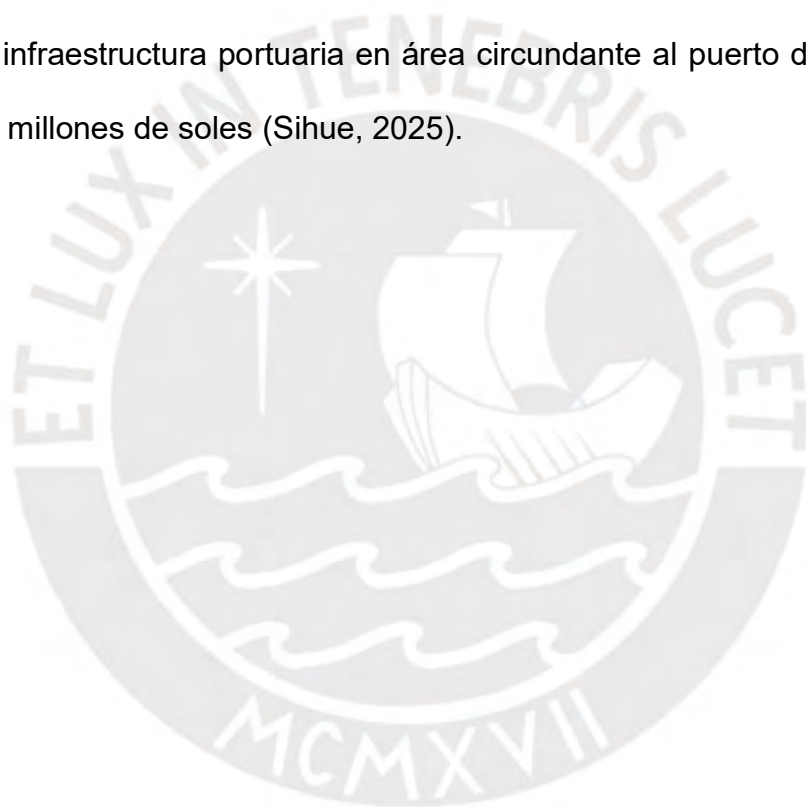 infraestructura portuaria en área circundante al puerto d
millones de soles (Sihue, 2025).
ET LUX IN TENEBRIS LUCET
MCMXVII